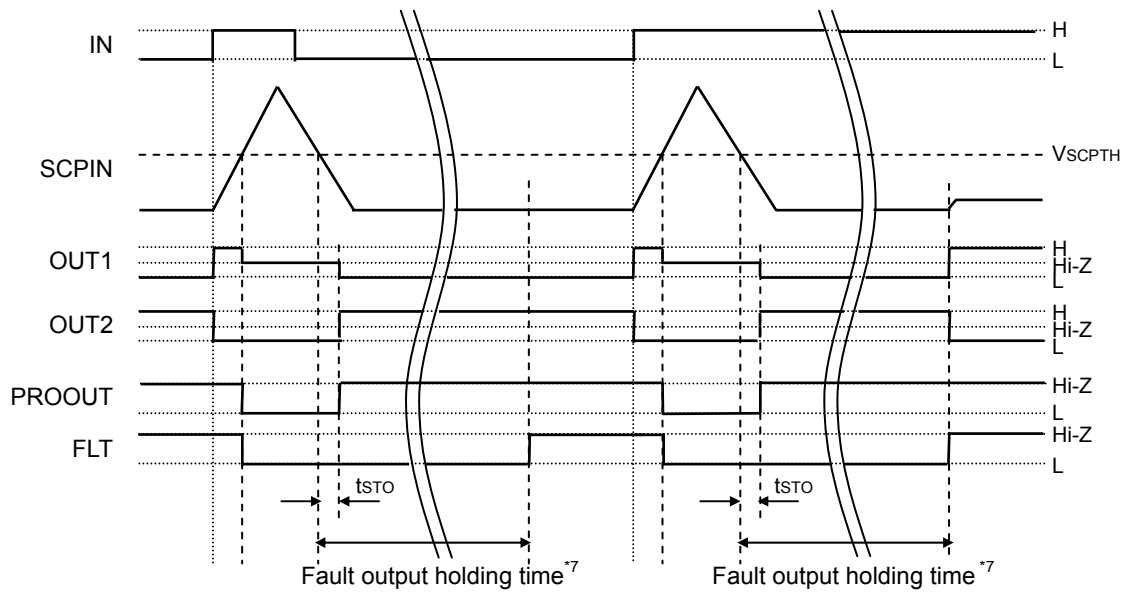 IN
H
L
SCPIN
VSCPTH
OUT1
H
Hi-Z
L
OUT2
H
Hi-Z
L
PROOUT
Hi-Z
L
FLT
Hi-Z
L
tSTO
tSTO
Fault output holding time*7
Fault output holding time*7